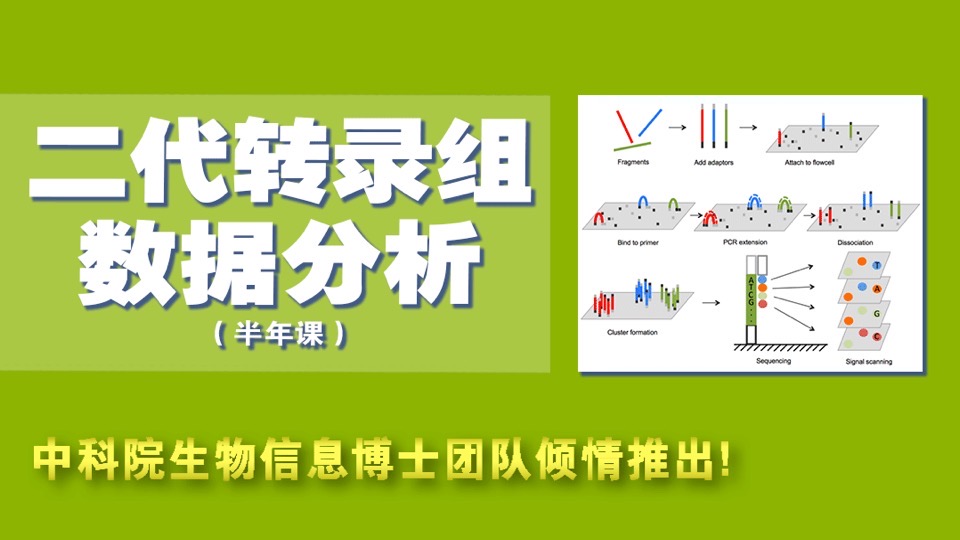 二代转录组
数据分析
（半年课）
Fragments
Add adaptors
Attach to flowcell
Bind to primer
PCR extension
Dissociation
Cluster formation
ATCG...
Sequencing
T
A
G
C
Signal scanning
中科院生物信息博士团队倾情推出!